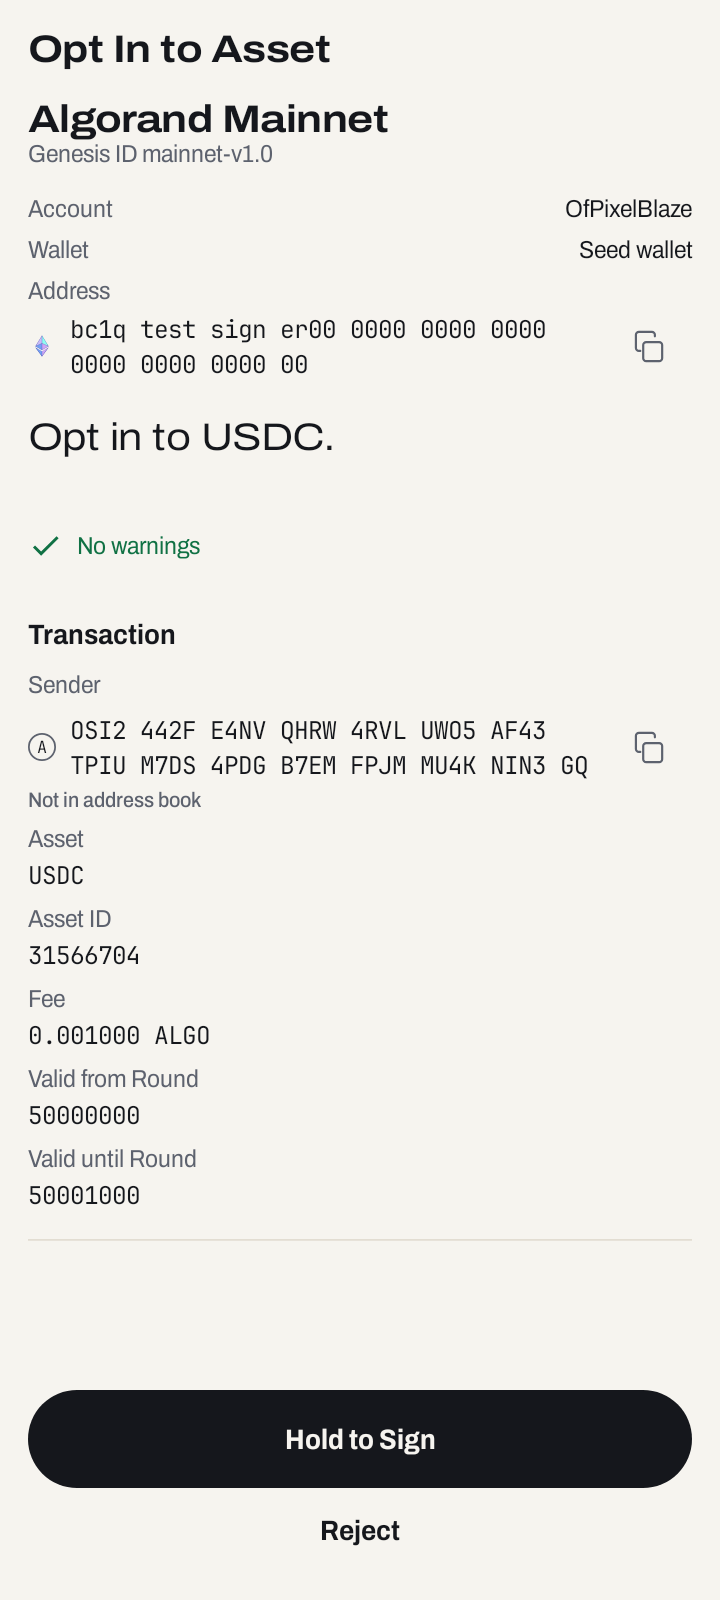 Opt In to Asset
Algorand Mainnet
Genesis ID mainnet-v1.0
Account OfPixelBlaze
Wallet Seed wallet
Address
bc1q test sign er00 0000 0000 0000
0000 0000 0000 00
Opt in to USDC.
No warnings
Transaction
Sender
A OSI2 442F E4NV QHRW 4RVL UWO5 AF43
TPIU M7DS 4PDG B7EM FPJM MU4K NIN3 GQ
Not in address book
Asset
USDC
Asset ID
31566704
Fee
0.001000 ALGO
Valid from Round
50000000
Valid until Round
50001000
Hold to Sign
Reject